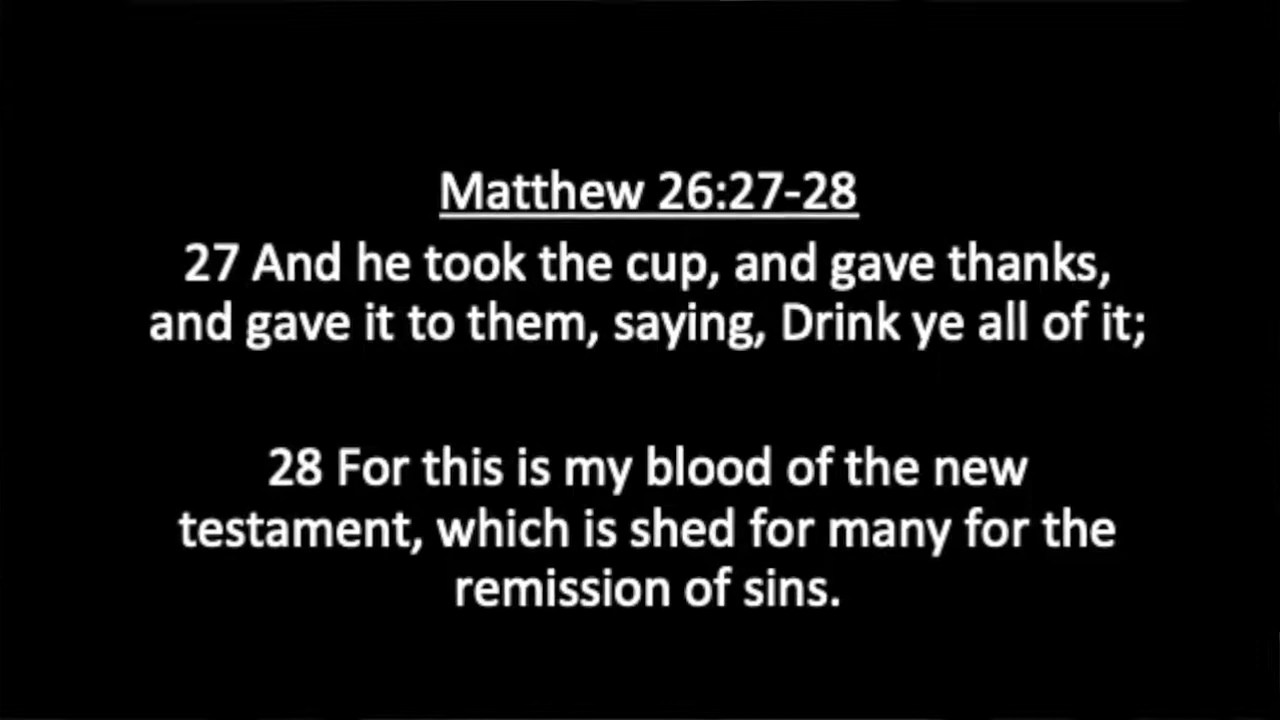 Matthew 26:27-28
27 And he took the cup, and gave thanks,
and gave it to them, saying, Drink ye all of it;
28 For this is my blood of the new
testament, which is shed for many for the
remission of sins.